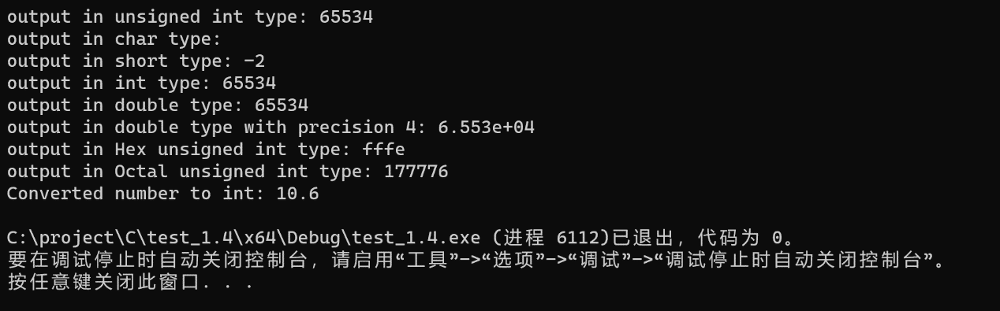 output in unsigned int type: 65534
output in char type:
output in short type: -2
output in int type: 65534
output in double type: 65534
output in double type with precision 4: 6.553e+04
output in Hex unsigned int type: fffe
output in Octal unsigned int type: 177776
Converted number to int: 10.6
C:\project\C\test_1.4\x64\Debug\test_1.4.exe (进程 6112)已退出，代码为 0。
要在调试停止时自动关闭控制台，请启用“工具”->“选项”->“调试”->“调试停止时自动关闭控制台”。
按任意键关闭此窗口. . .